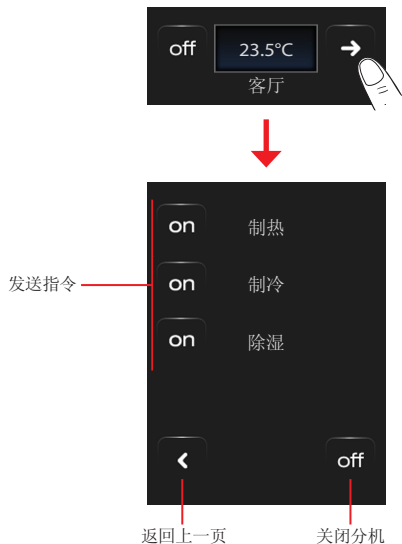 off 23.5°C
客厅
on 制热
发送指令 on 制冷
on 除湿
off
返回上一页 关闭分机